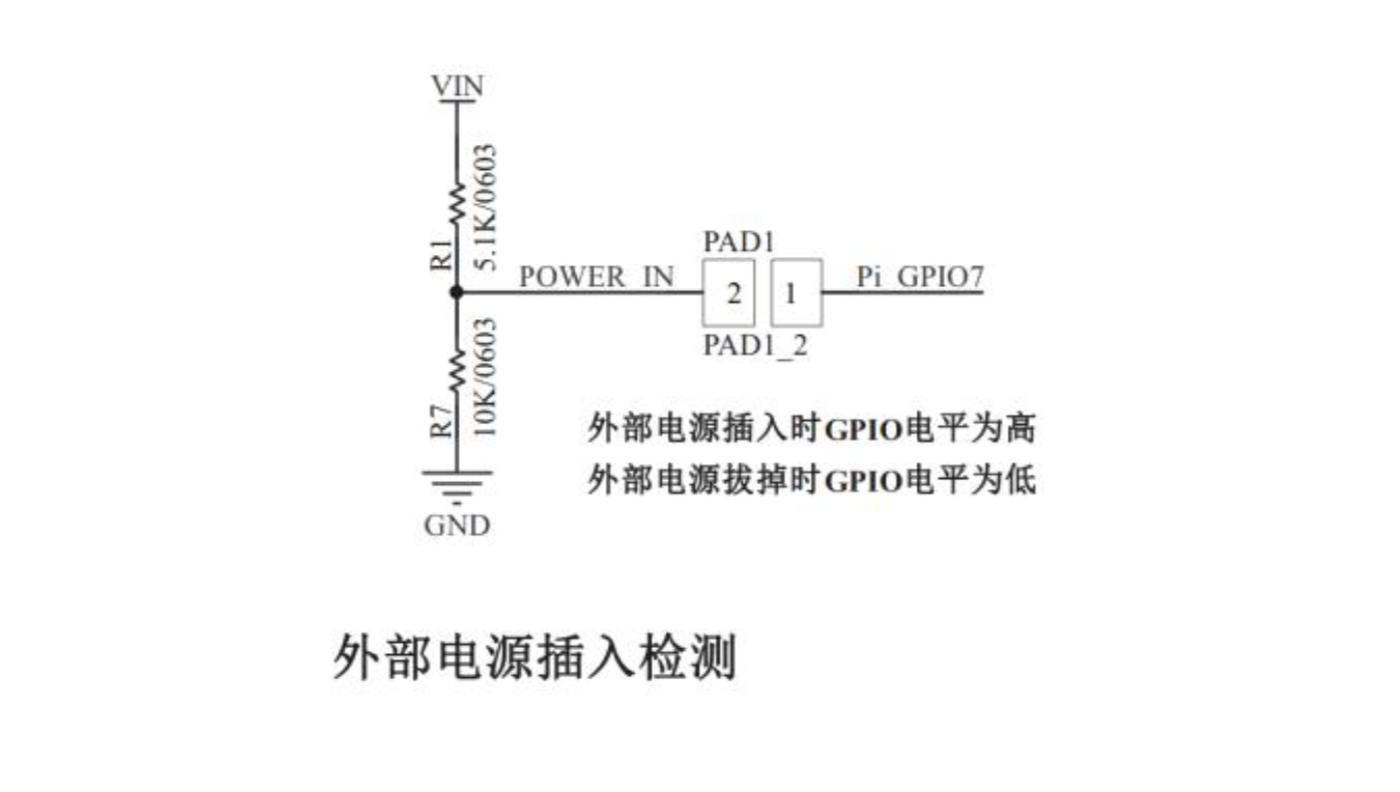 VIN
R1
5.1K/0603
POWER_IN
PAD1
2
1
Pi_GPIO7
PAD1_2
R7
10K/0603
GND
外部电源插入时GPIO电平为高
外部电源拔掉时GPIO电平为低
外部电源插入检测